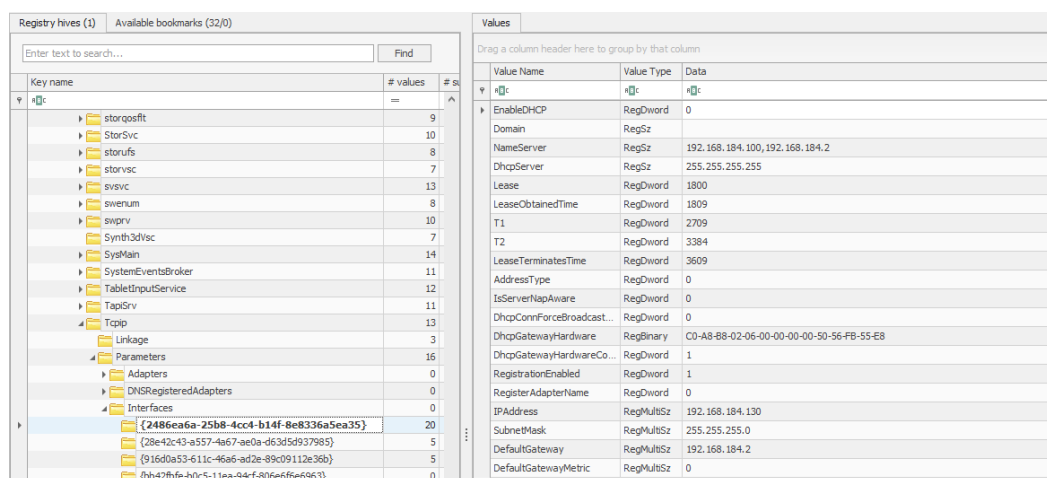 Registry hives (1) Available bookmarks (32/0)
Enter text to search... Find
Key name # values # su
=
storqosflt 9
StorSvc 10
storufs 8
storvsc 7
svsvc 13
swenum 8
swprv 10
Synth3dVsc 7
SysMain 14
SystemEventsBroker 11
TabletInputService 12
TapiSrv 11
Tcpip 13
Linkage 3
Parameters 16
Adapters 0
DNSRegisteredAdapters 0
Interfaces 0
{2486ea6a-25b8-4cc4-b14f-8e8336a5ea35} 20
{28e42c43-a557-4a67-ae0a-d63d5d937985} 5
{916d0a53-611c-46a6-ad2e-89c09112e36b} 5
{bb42fbfe-b0c5-11ea-94cf-806e6f6e6963} 0
Values
Drag a column header here to group by that column
Value Name Value Type Data
EnableDHCP RegDword 0
Domain RegSz
NameServer RegSz 192.168.184.100,192.168.184.2
DhcpServer RegSz 255.255.255.255
Lease RegDword 1800
LeaseObtainedTime RegDword 1809
T1 RegDword 2709
T2 RegDword 3384
LeaseTerminatesTime RegDword 3609
AddressType RegDword 0
IsServerNapAware RegDword 0
DhcpConnForceBroadcast... RegDword 0
DhcpGatewayHardware RegBinary C0-A8-B8-02-06-00-00-00-00-50-56-FB-55-E8
DhcpGatewayHardwareCo... RegDword 1
RegistrationEnabled RegDword 1
RegisterAdapterName RegDword 0
IPAddress RegMultiSz 192.168.184.130
SubnetMask RegMultiSz 255.255.255.0
DefaultGateway RegMultiSz 192.168.184.2
DefaultGatewayMetric RegMultiSz 0